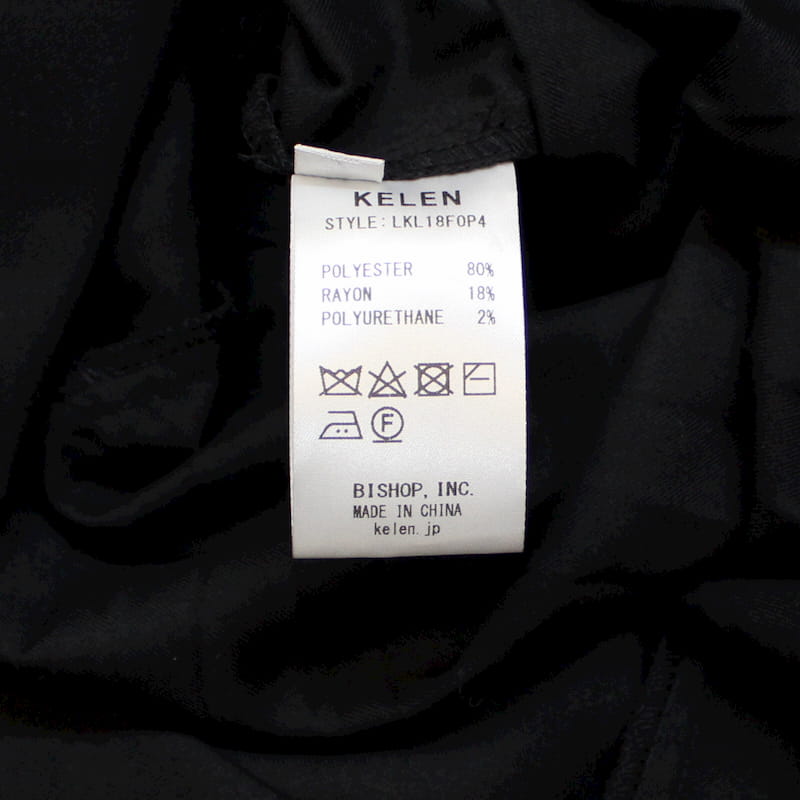 KELEN
STYLE: LKL18FOP4
POLYESTER 80%
RAYON 18%
POLYURETHANE 2%
F
BISHOP, INC.
MADE IN CHINA
kelen.jp